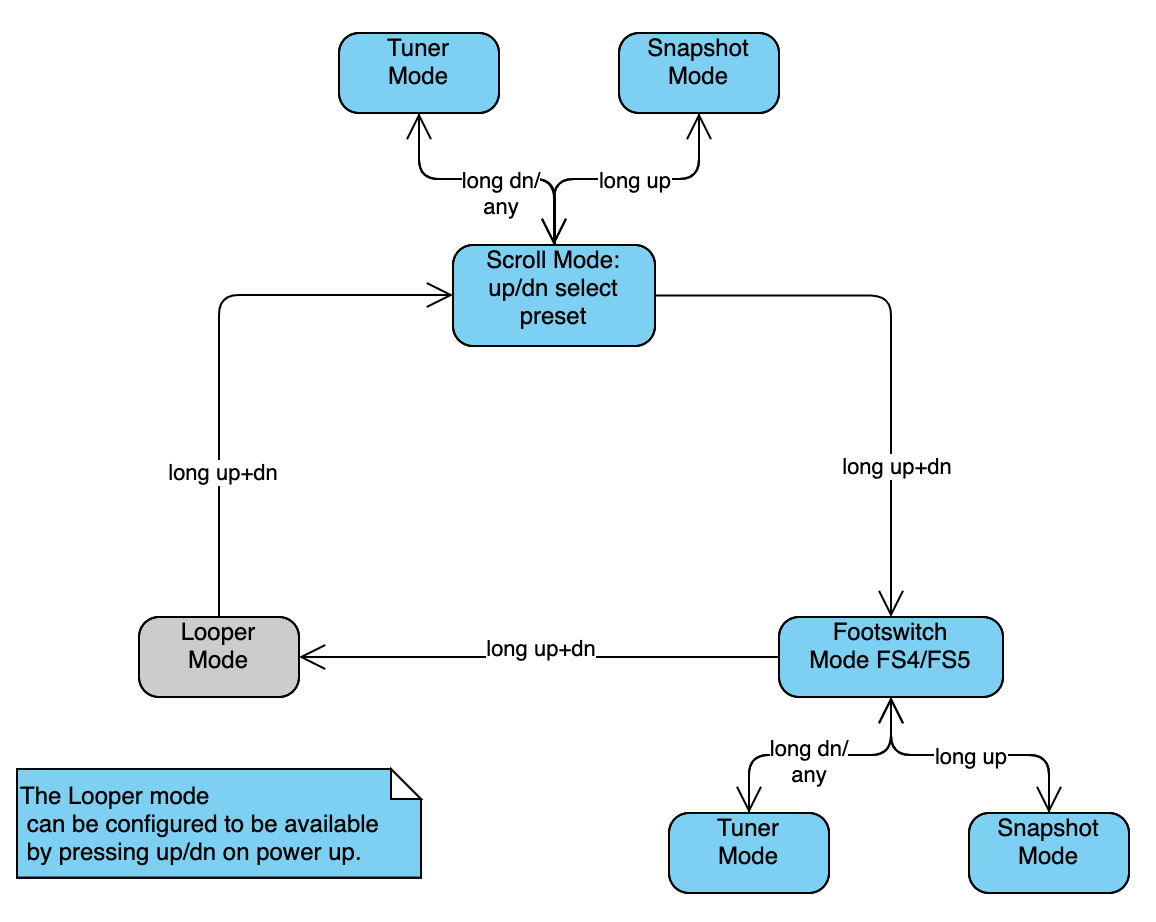 Tuner
Mode
Snapshot
Mode
long dn/
any
long up
Scroll Mode:
up/dn select
preset
long up+dn
long up+dn
Looper
Mode
long up+dn
Footswitch
Mode FS4/FS5
long dn/
any
long up
The Looper mode
can be configured to be available
by pressing up/dn on power up.
Tuner
Mode
Snapshot
Mode